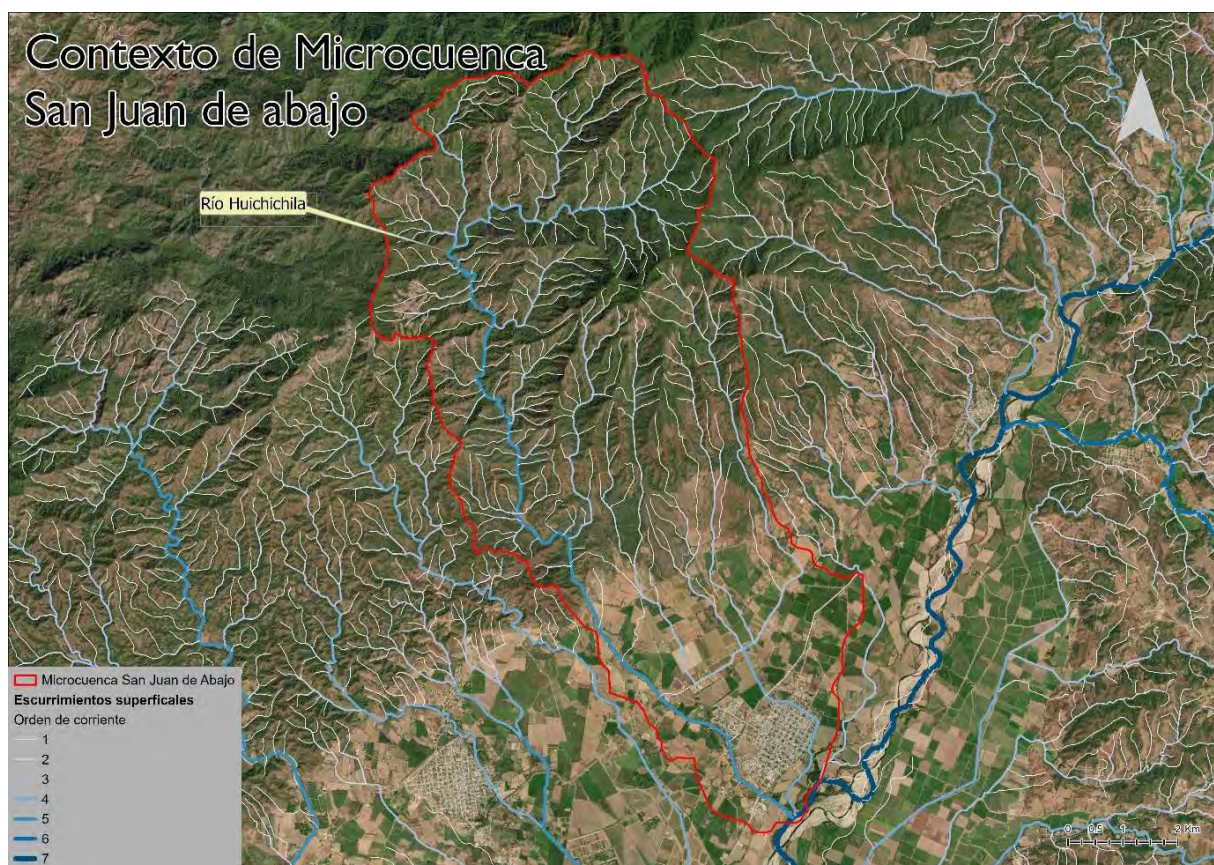 Contexto de Microcuenca
San Juan de abajo
N
Río Huichichila
Microcuenca San Juan de Abajo
Escurrimientos superficales
Orden de corriente
1
2
3
4
5
6
7
0 0.5 1 2 Km